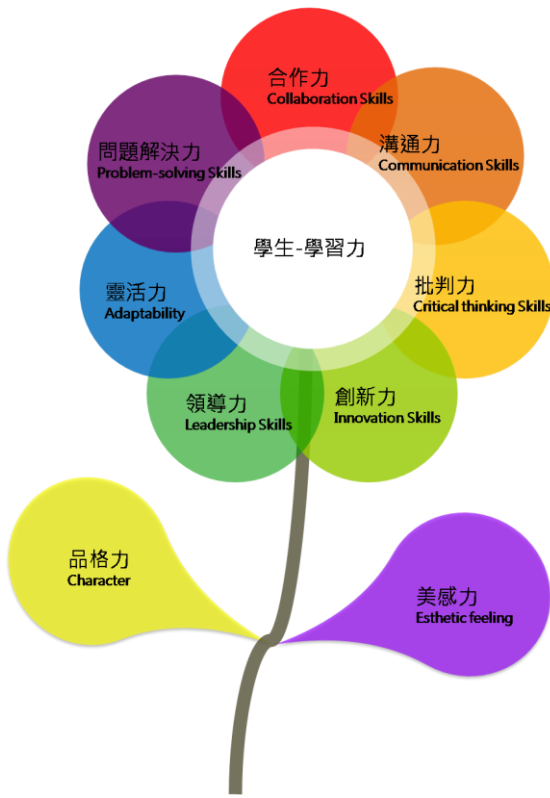 合作力
Collaboration Skills
溝通力
Communication Skills
批判力
Critical thinking Skills
創新力
Innovation Skills
領導力
Leadership Skills
靈活力
Adaptability
問題解決力
Problem-solving Skills
學生-學習力
品格力
Character
美感力
Esthetic feeling